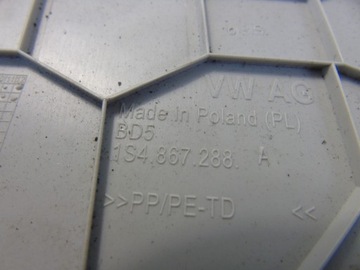 VW AG
Made in Poland (PL)
BD5
1S4.867.288. A
>>PP/PE-TD <<